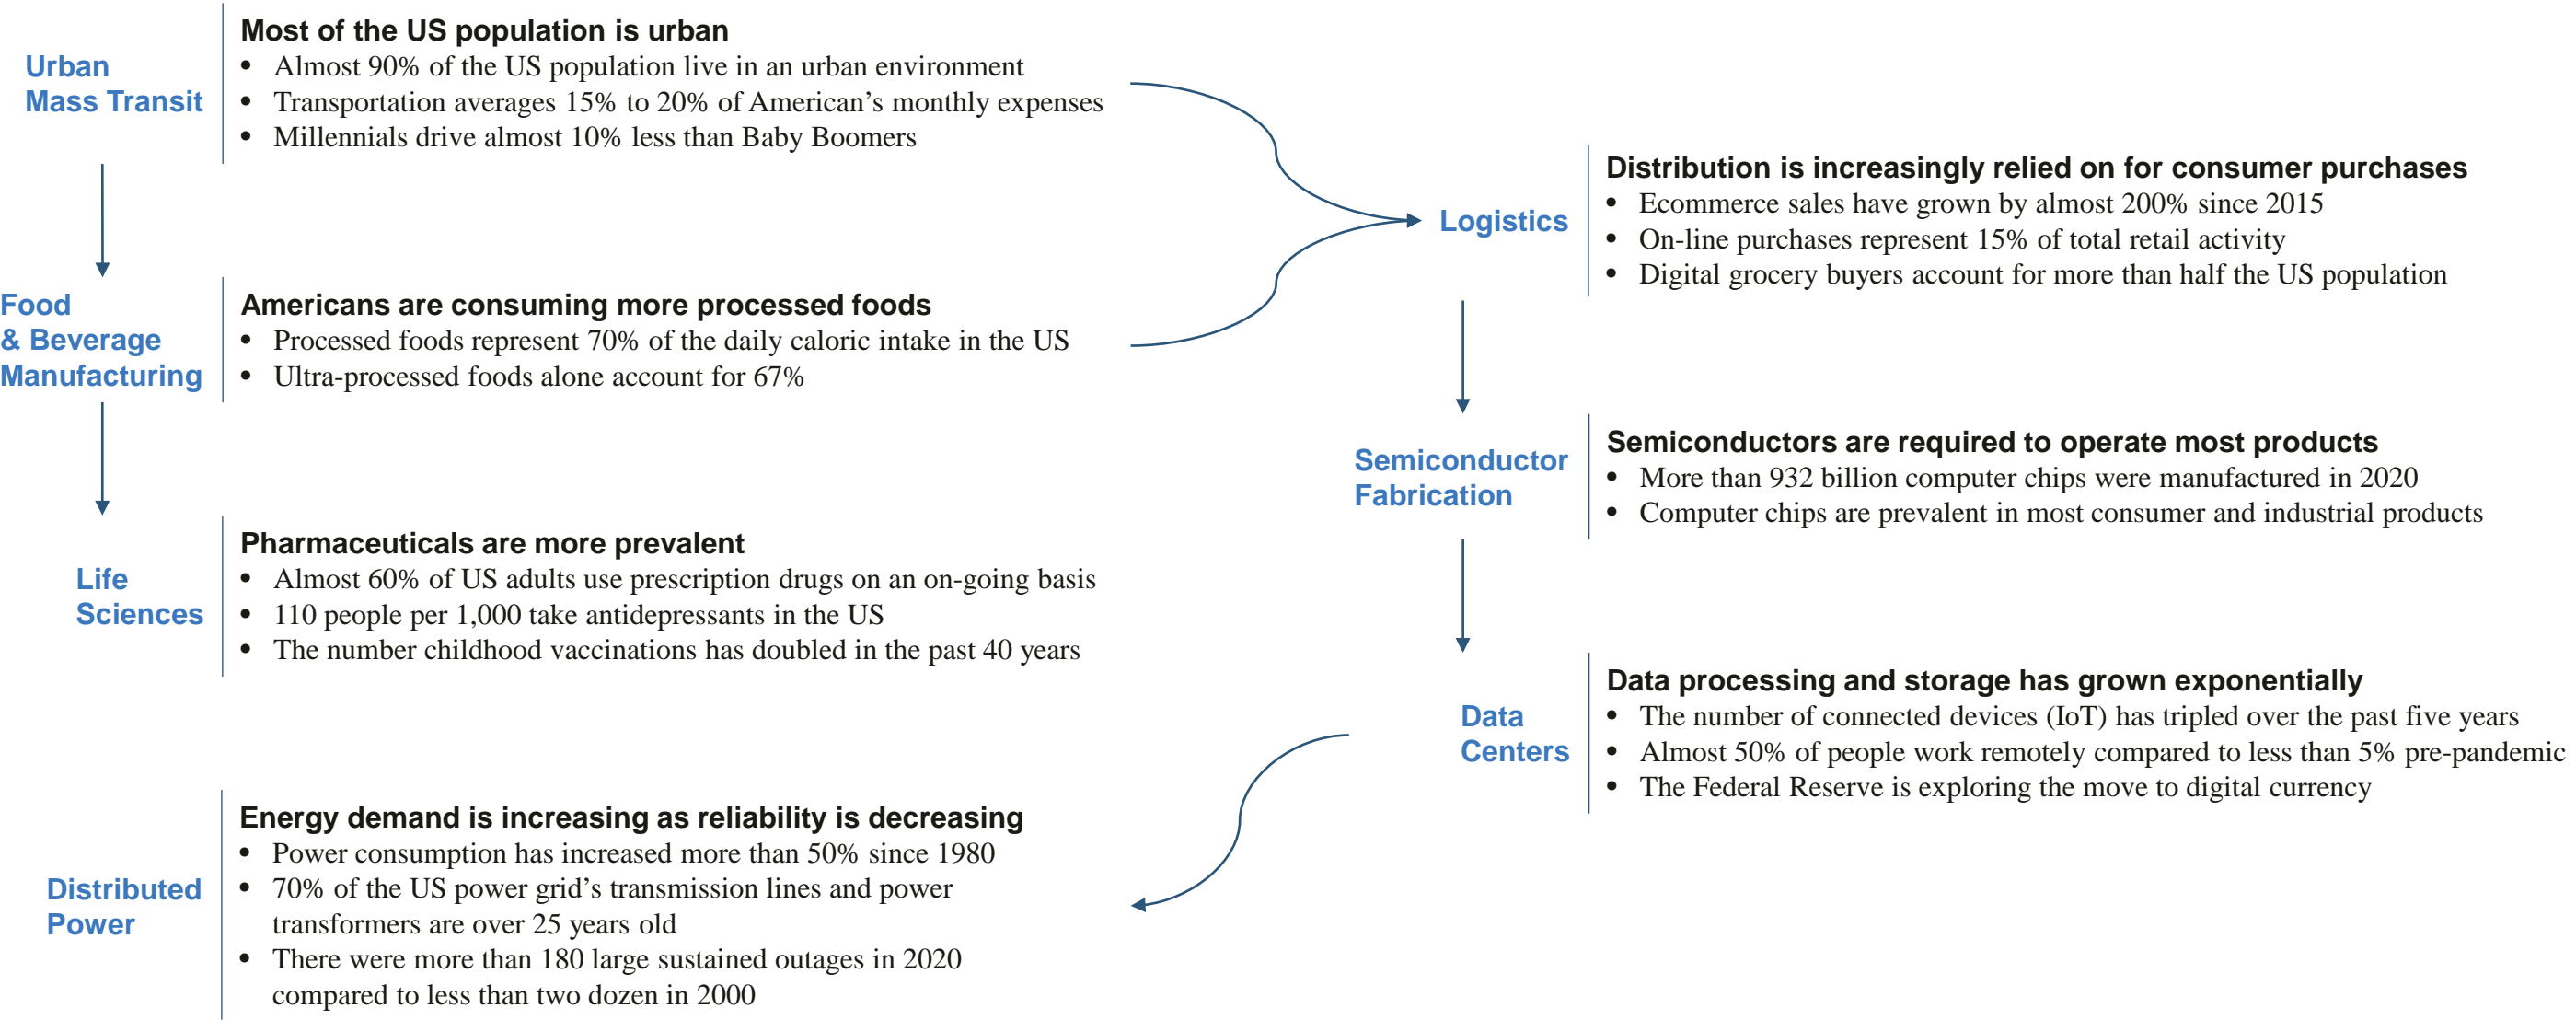 Urban
Mass Transit
Most of the US population is urban
• Almost 90% of the US population live in an urban environment
• Transportation averages 15% to 20% of American’s monthly expenses
• Millennials drive almost 10% less than Baby Boomers
Food
& Beverage
Manufacturing
Americans are consuming more processed foods
• Processed foods represent 70% of the daily caloric intake in the US
• Ultra-processed foods alone account for 67%
Life
Sciences
Pharmaceuticals are more prevalent
• Almost 60% of US adults use prescription drugs on an on-going basis
• 110 people per 1,000 take antidepressants in the US
• The number childhood vaccinations has doubled in the past 40 years
Logistics
Distribution is increasingly relied on for consumer purchases
• Ecommerce sales have grown by almost 200% since 2015
• On-line purchases represent 15% of total retail activity
• Digital grocery buyers account for more than half the US population
Semiconductor
Fabrication
Semiconductors are required to operate most products
• More than 932 billion computer chips were manufactured in 2020
• Computer chips are prevalent in most consumer and industrial products
Data
Centers
Data processing and storage has grown exponentially
• The number of connected devices (IoT) has tripled over the past five years
• Almost 50% of people work remotely compared to less than 5% pre-pandemic
• The Federal Reserve is exploring the move to digital currency
Distributed
Power
Energy demand is increasing as reliability is decreasing
• Power consumption has increased more than 50% since 1980
• 70% of the US power grid’s transmission lines and power
transformers are over 25 years old
• There were more than 180 large sustained outages in 2020
compared to less than two dozen in 2000